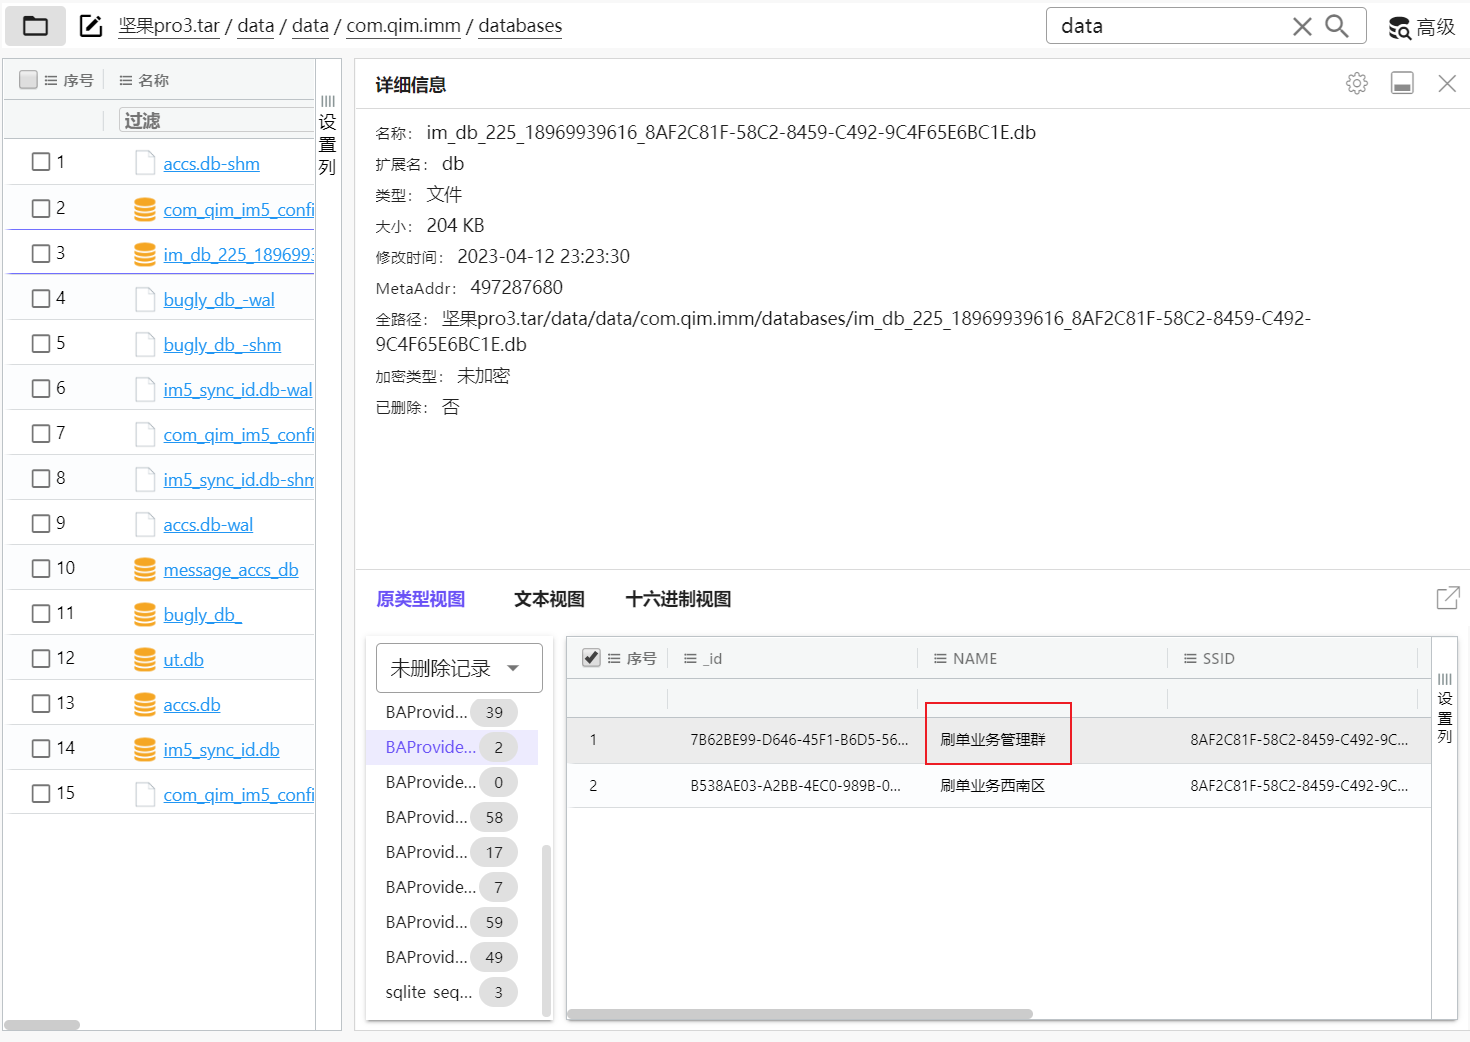 坚果pro3.tar / data / data / com.qim.imm / databases
data
高级
序号 名称
过滤
设置列
1 accs.db-shm
2 com_qim_im5_confi
3 im_db_225_189699
4 bugly_db_-wal
5 bugly_db_-shm
6 im5_sync_id.db-wal
7 com_qim_im5_confi
8 im5_sync_id.db-shm
9 accs.db-wal
10 message_accs_db
11 bugly_db_
12 ut.db
13 accs.db
14 im5_sync_id.db
15 com_qim_im5_confi
详细信息
名称: im_db_225_18969939616_8AF2C81F-58C2-8459-C492-9C4F65E6BC1E.db
扩展名: db
类型: 文件
大小: 204 KB
修改时间: 2023-04-12 23:23:30
MetaAddr: 497287680
全路径: 坚果pro3.tar/data/data/com.qim.imm/databases/im_db_225_18969939616_8AF2C81F-58C2-8459-C492-
9C4F65E6BC1E.db
加密类型: 未加密
已删除: 否
原类型视图 文本视图 十六进制视图
未删除记录
BAProvid... 39
BAProvide... 2
BAProvide... 0
BAProvid... 58
BAProvid... 17
BAProvide... 7
BAProvid... 59
BAProvid... 49
sqlite_seq... 3
序号 _id NAME SSID
1 7B62BE99-D646-45F1-B6D5-56... 刷单业务管理群 8AF2C81F-58C2-8459-C492-9C...
2 B538AE03-A2BB-4EC0-989B-0... 刷单业务西南区 8AF2C81F-58C2-8459-C492-9C...
设置列